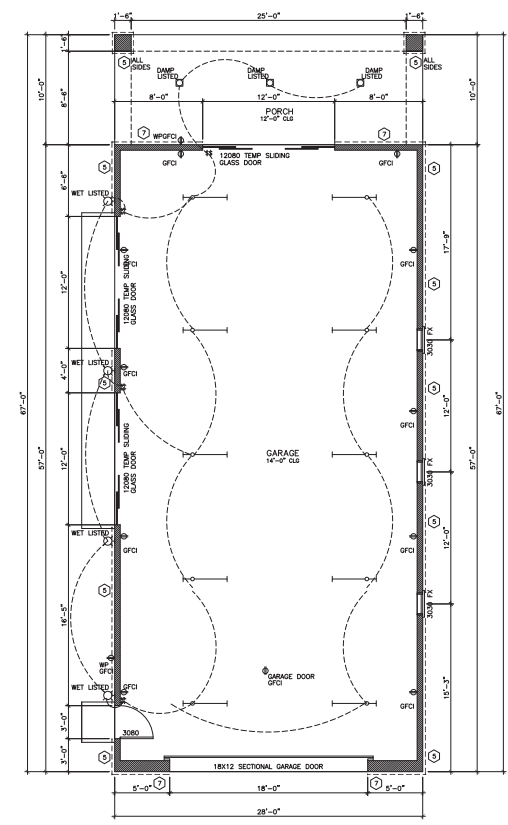 1'-6"
25'-0"
1'-6"
1'-6"
5
ALL
SIDES
5
ALL
SIDES
DAMP
LISTED
DAMP
LISTED
DAMP
LISTED
10'-0"
8'-6"
10'-0"
8'-0"
12'-0"
8'-0"
PORCH
12'-0" CLG
7
WPGFCI
7
GFCI
12080 TEMP SLIDING
GLASS DOOR
GFCI
5
5
6'-6"
WET LISTED
17'-9"
GFCI
GFCI
12'-0"
12080 TEMP SLIDING
GLASS DOOR
5
3030 FX
WET LISTED
GFCI
4'-0"
5
5
67'-0"
57'-0"
12'-0"
GFCI
12'-0"
12080 TEMP SLIDING
GLASS DOOR
GARAGE
14'-0" CLG
57'-0"
67'-0"
3030 FX
5
WET LISTED
GFCI
GFCI
12'-0"
5
3030 FX
16'-5"
WP
GFCI
GARAGE DOOR
GFCI
15'-3"
WET LISTED
GFCI
GFCI
3'-0"
3080
3'-0"
5
5
18X12 SECTIONAL GARAGE DOOR
7
7
5'-0"
18'-0"
5'-0"
28'-0"